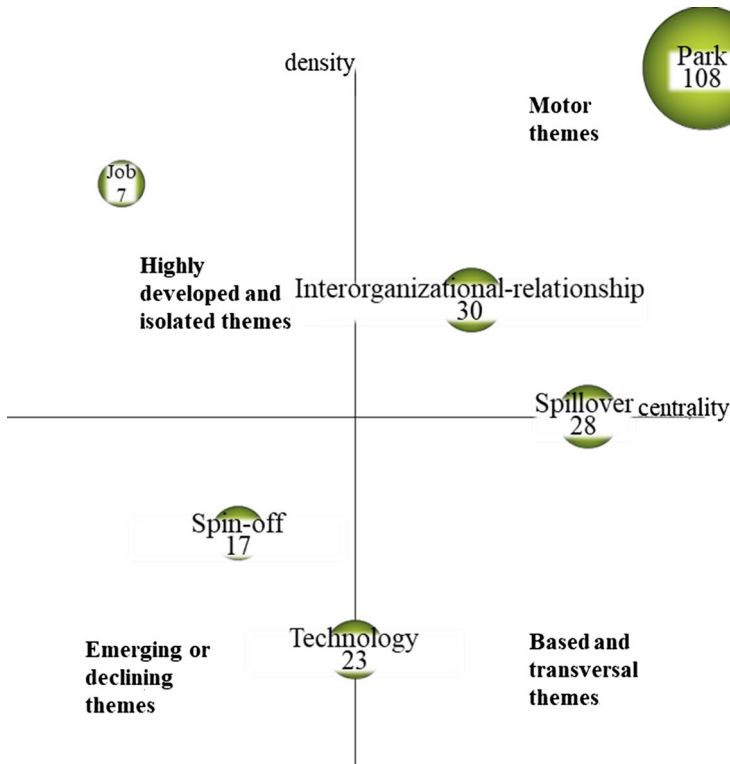 density
Park
108
Motor
themes
Job
7
Highly
developed and
isolated themes
Interorganizational-relationship
30
Spillover
28
centrality
Spin-off
17
Technology
23
Emerging or
declining
themes
Based and
transversal
themes